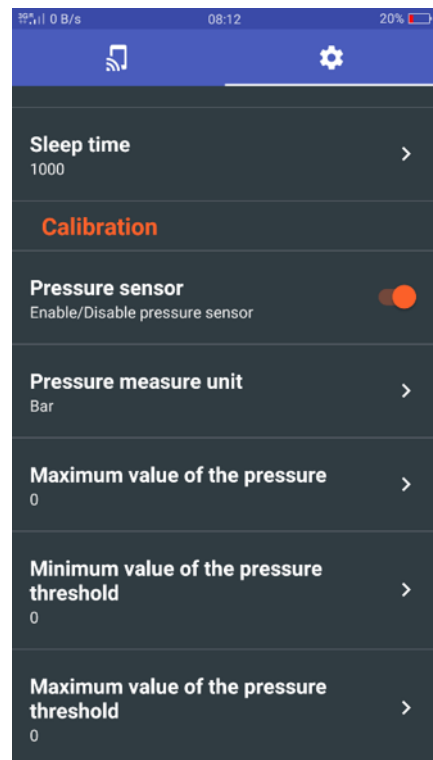 0 B/s 08:12 20%
Sleep time
1000
Calibration
Pressure sensor
Enable/Disable pressure sensor
Pressure measure unit
Bar
Maximum value of the pressure
0
Minimum value of the pressure
threshold
0
Maximum value of the pressure
threshold
0